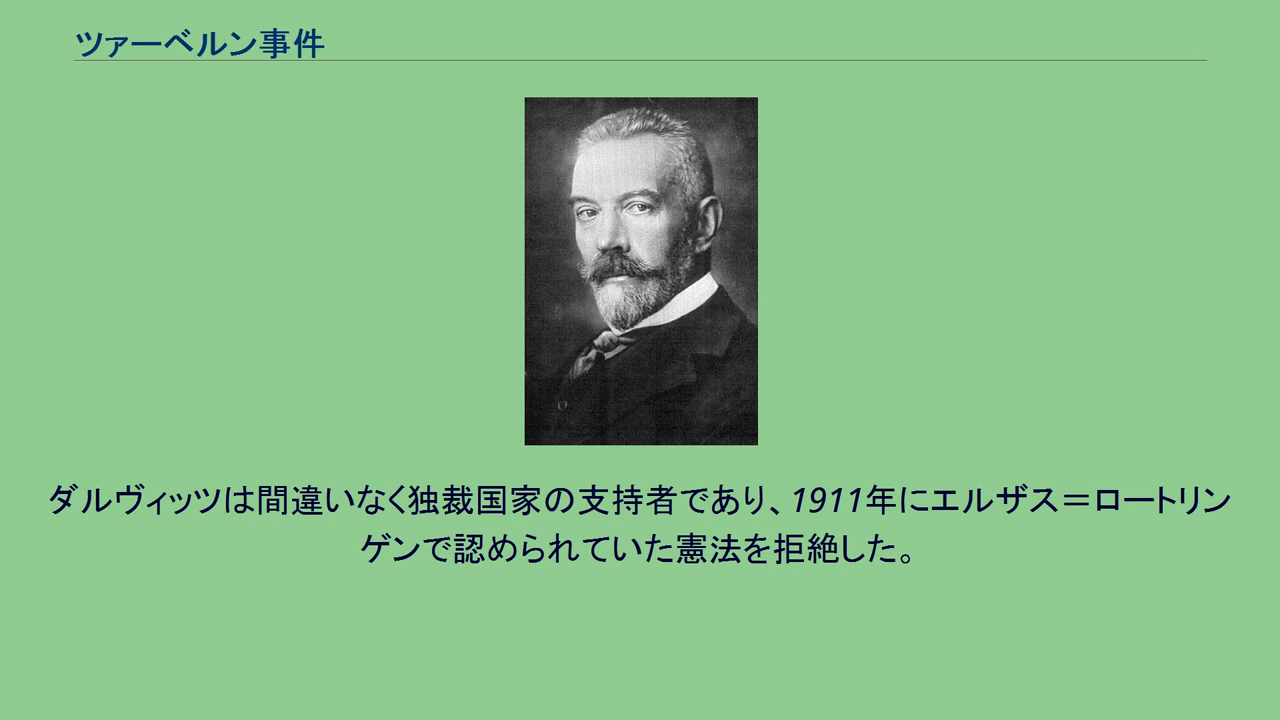 ツァーベルン事件
ダルヴィッツは間違いなく独裁国家の支持者であり、1911年にエルザス＝ロートリン
ゲンで認められていた憲法を拒絶した。